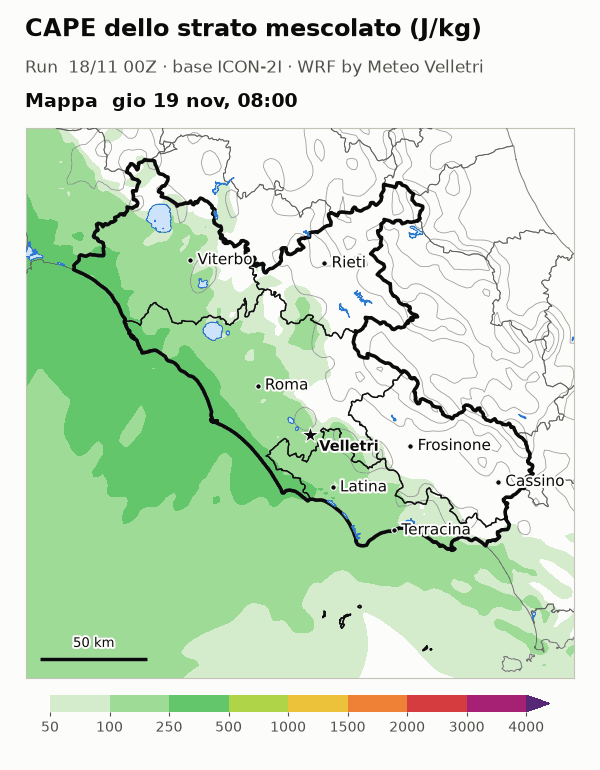 CAPE dello strato mescolato (J/kg)
Run  18/11 00Z · base ICON-2I · WRF by Meteo Velletri
Mappa  gio 19 nov, 08:00
Viterbo
Rieti
Roma
Velletri
Frosinone
Cassino
Latina
Terracina
50 km
50 100 250 500 1000 1500 2000 3000 4000